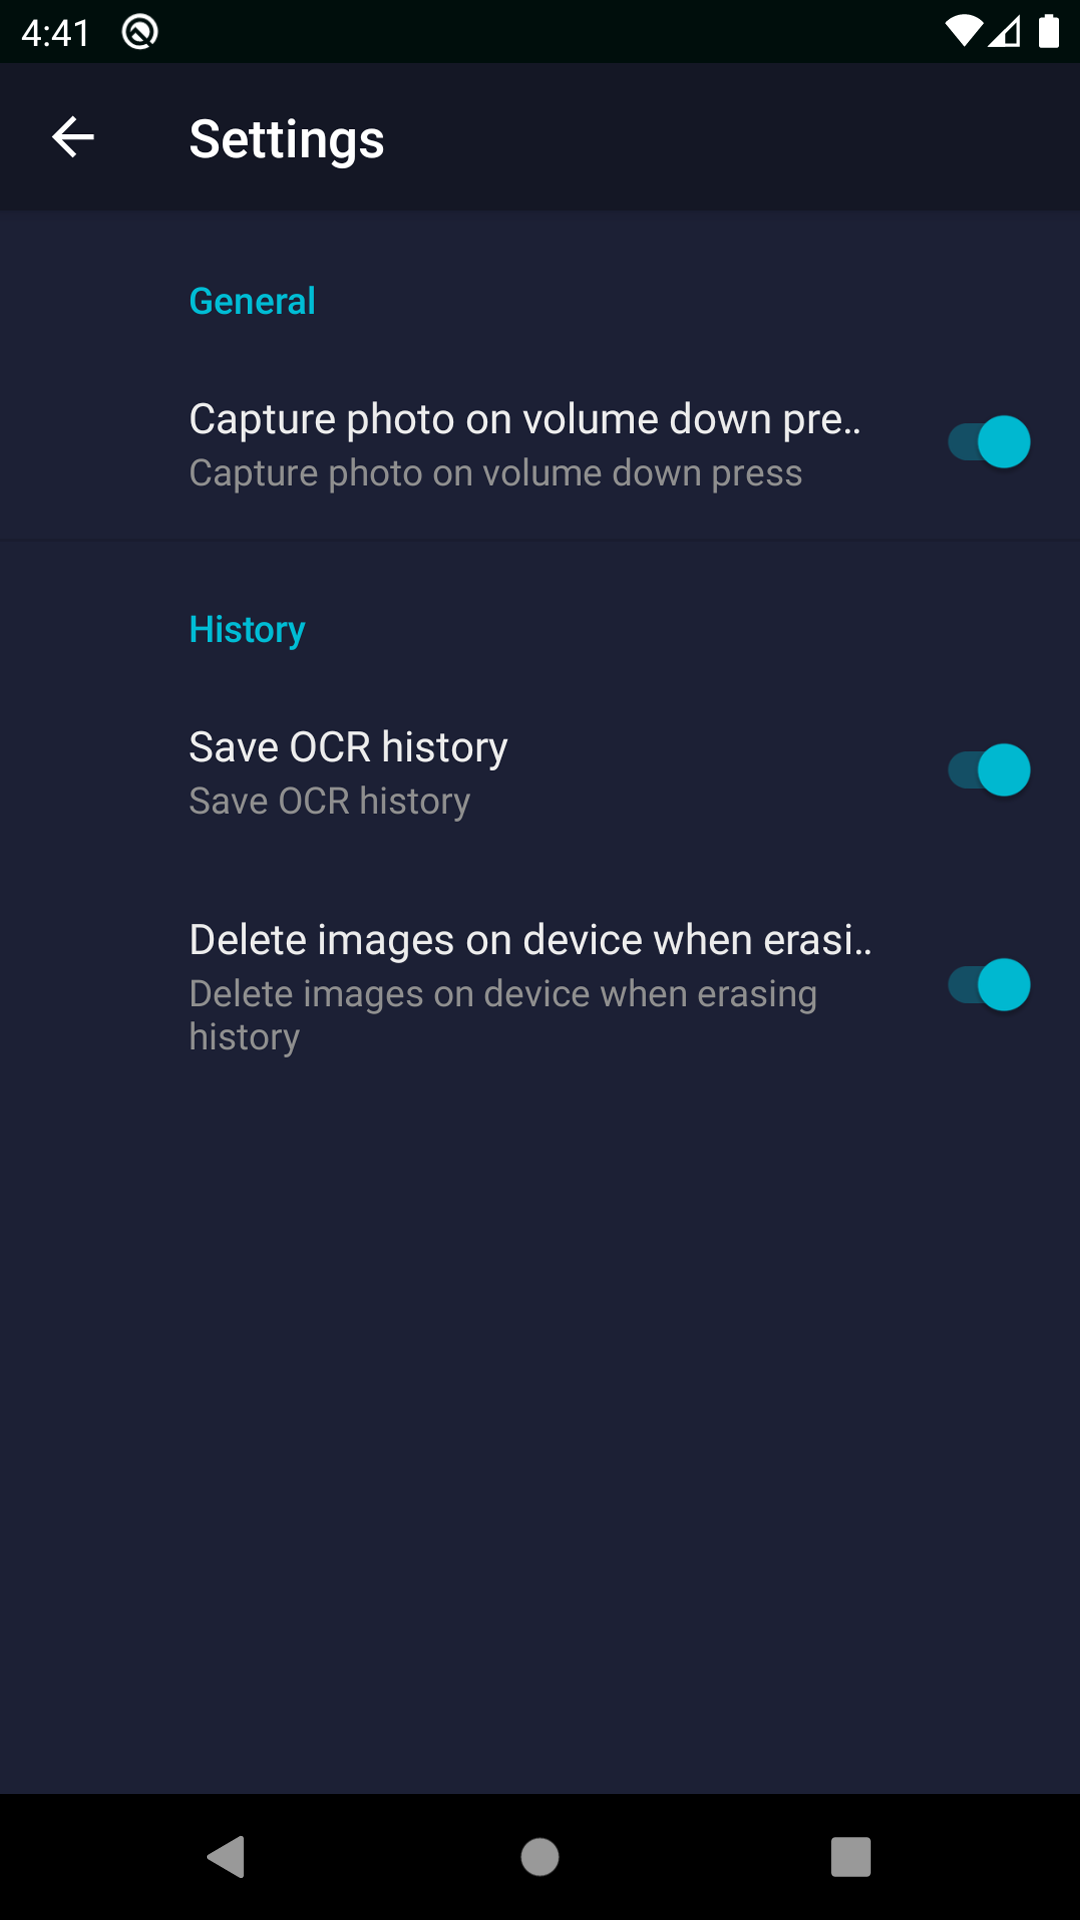 4:41
Settings
General
Capture photo on volume down pre..
Capture photo on volume down press
History
Save OCR history
Save OCR history
Delete images on device when erasi..
Delete images on device when erasing
history